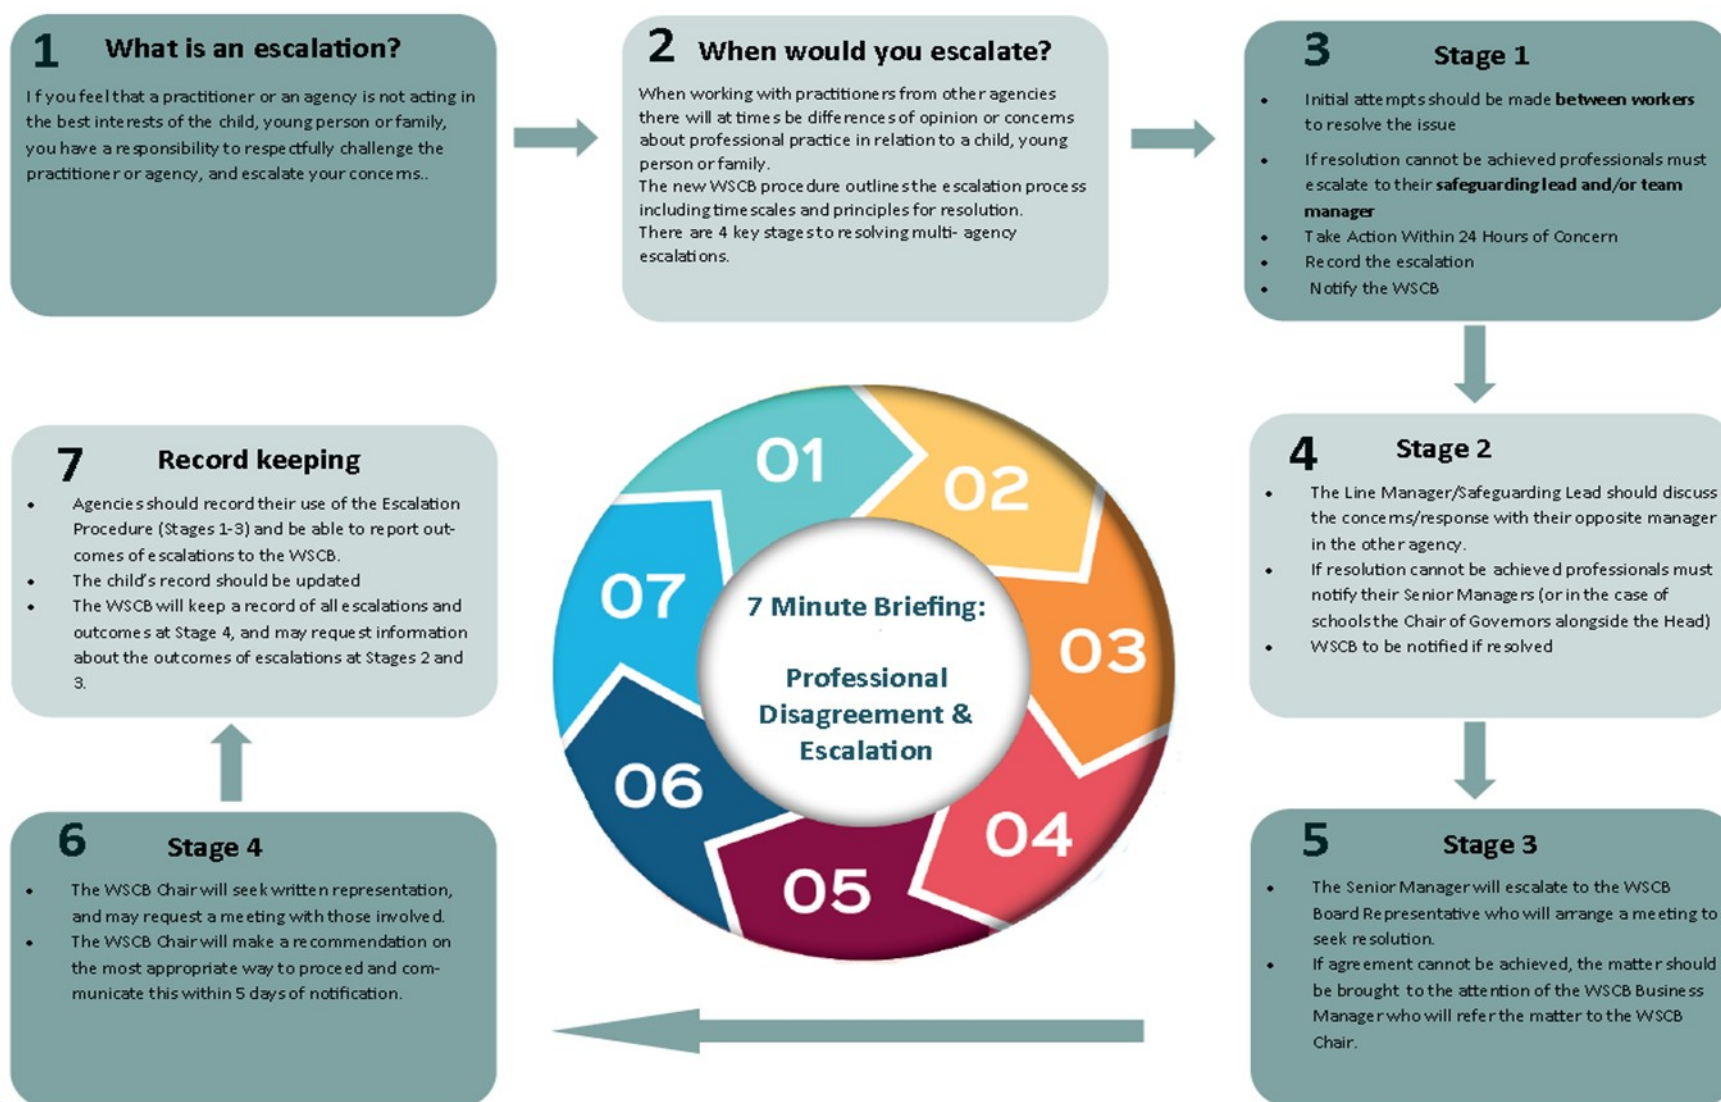 1 What is an escalation?
If you feel that a practitioner or an agency is not acting in
the best interests of the child, young person or family,
you have a responsibility to respectfully challenge the
practitioner or agency, and escalate your concerns..
2 When would you escalate?
When working with practitioners from other agencies
there will at times be differences of opinion or concerns
about professional practice in relation to a child, young
person or family.
The new WSCB procedure outlines the escalation process
including timescales and principles for resolution.
There are 4 key stages to resolving multi- agency
escalations.
3 Stage 1
• Initial attempts should be made between workers
to resolve the issue
• If resolution cannot be achieved professionals must
escalate to their safeguarding lead and/or team
manager
• Take Action Within 24 Hours of Concern
• Record the escalation
• Notify the WSCB
4 Stage 2
• The Line Manager/Safeguarding Lead should discuss
the concerns/response with their opposite manager
in the other agency.
• If resolution cannot be achieved professionals must
notify their Senior Managers (or in the case of
schools the Chair of Governors alongside the Head)
• WSCB to be notified if resolved
5 Stage 3
• The Senior Manager will escalate to the WSCB
Board Representative who will arrange a meeting to
seek resolution.
• If agreement cannot be achieved, the matter should
be brought to the attention of the WSCB Business
Manager who will refer the matter to the WSCB
Chair.
6 Stage 4
• The WSCB Chair will seek written representation,
and may request a meeting with those involved.
• The WSCB Chair will make a recommendation on
the most appropriate way to proceed and com-
municate this within 5 days of notification.
7 Record keeping
• Agencies should record their use of the Escalation
Procedure (Stages 1-3) and be able to report out-
comes of escalations to the WSCB.
• The child's record should be updated
• The WSCB will keep a record of all escalations and
outcomes at Stage 4, and may request information
about the outcomes of escalations at Stages 2 and
3.
01
02
03
04
05
06
07
7 Minute Briefing:
Professional
Disagreement &
Escalation